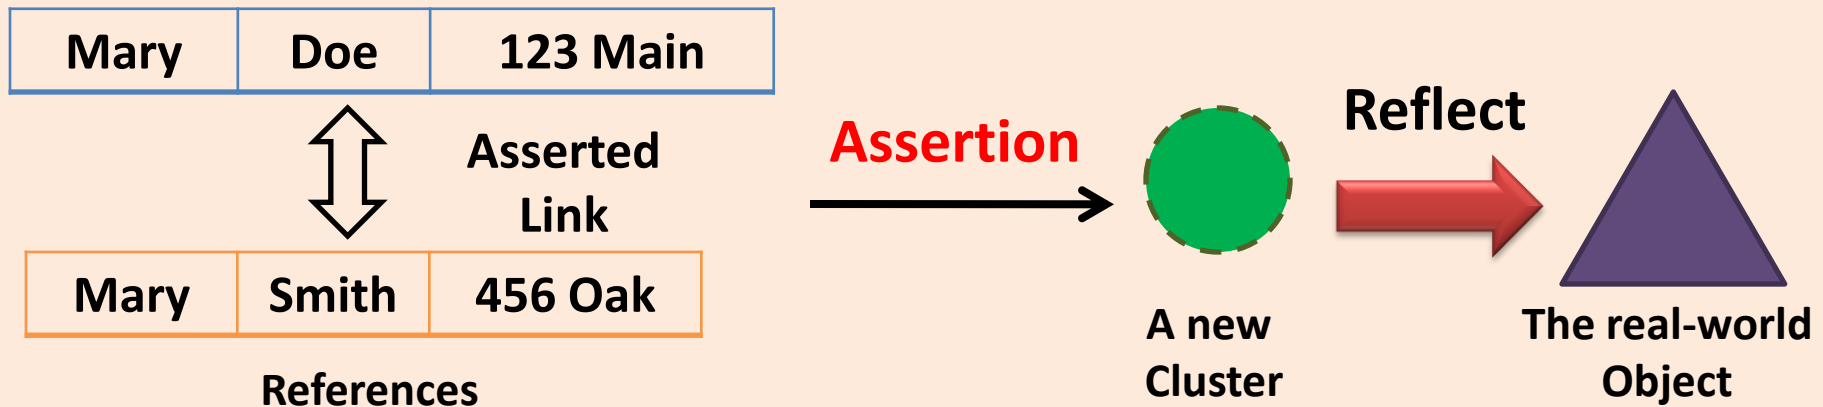 Mary Doe 123 Main
Asserted
Link
Mary Smith 456 Oak
References
Assertion
A new
Cluster
Reflect
The real-world
Object